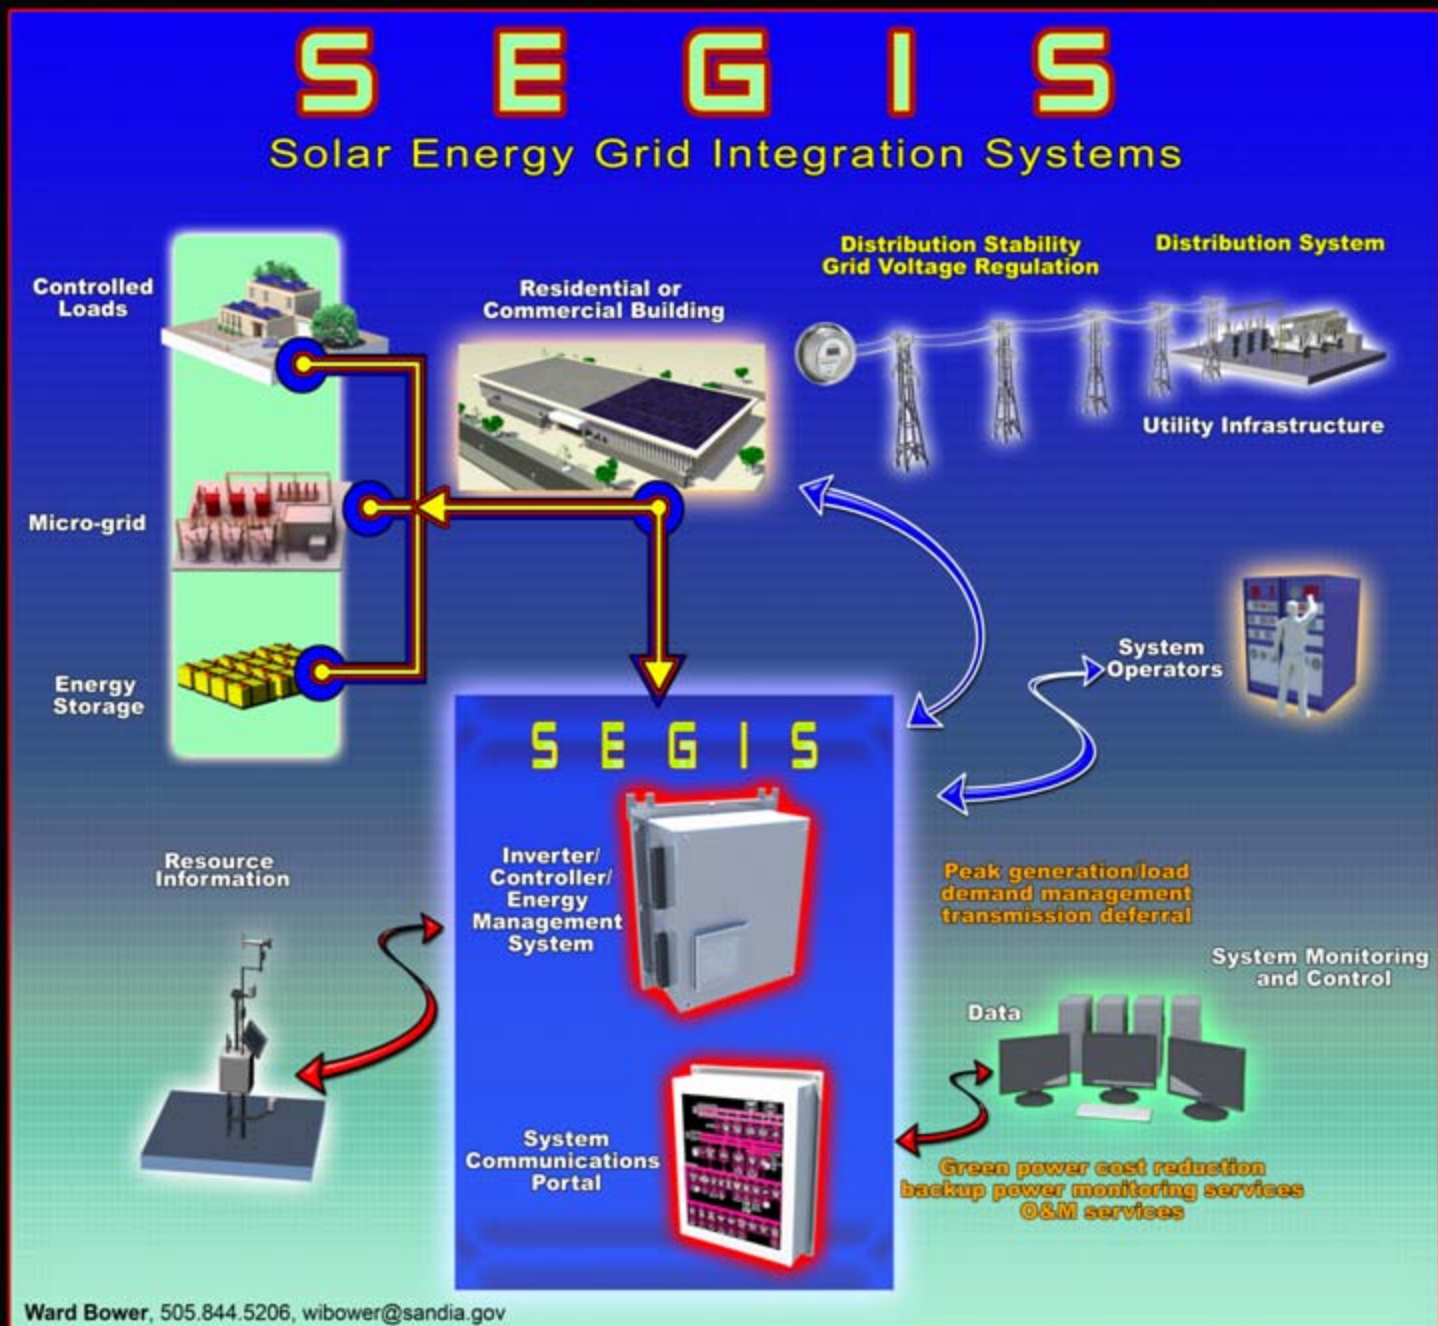 SEGIS
Solar Energy Grid Integration Systems
Distribution Stability
Grid Voltage Regulation
Distribution System
Controlled
Loads
Residential or
Commercial Building
Utility Infrastructure
Micro-grid
System
Operators
Energy
Storage
SEGIS
Inverter/
Controller/
Energy
Management
System
Resource
Information
Peak generation/load
demand management
transmission deferral
System Monitoring
and Control
Data
System
Communications
Portal
Green power cost reduction
backup power monitoring services
O&M services
Ward Bower, 505.844.5206, wibower@sandia.gov